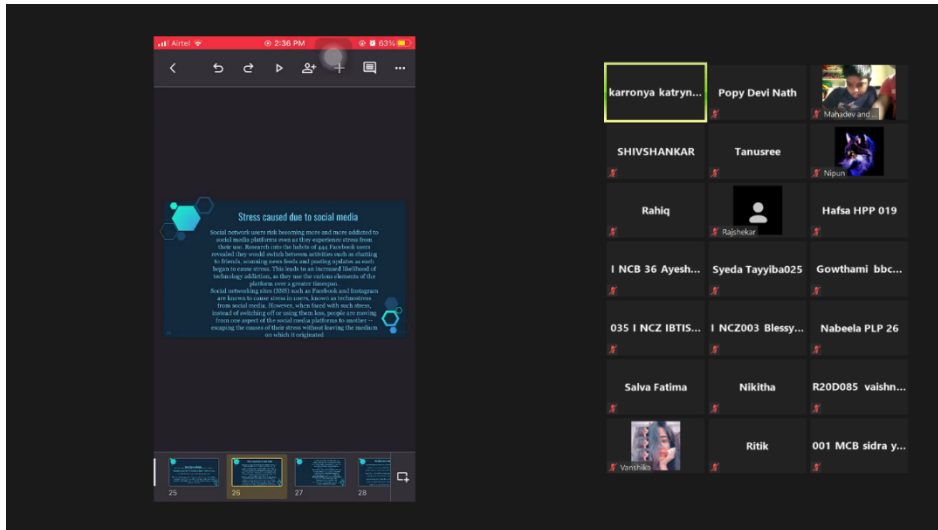 Airtel
2:36 PM
63%
Stress caused due to social media
Social network users risk becoming more and more addicted to
social media platforms even as they experience stress from
their use. Research into the habits of 444 Facebook users
revealed they would switch between activities such as chatting
to friends, scanning news feeds and posting updates as each
began to cause stress. This leads to an increased likelihood of
technology addiction, as they use the various elements of the
platform over a greater timespan.
Social networking sites (SNS) such as Facebook and Instagram
are known to cause stress in users, known as technostress
from social media. However, when faced with such stress,
instead of switching off or using them less, people are moving
from one aspect of the social media platforms to another --
escaping the causes of their stress without leaving the medium
on which it originated
25
26
27
28
karronya katryn...
Popy Devi Nath
Mahadev and ...
SHIVSHANKAR
Tanusree
Nipun
Rahiq
Rajshekar
Hafsa HPP 019
I NCB 36 Ayesh...
Syeda Tayyiba025
Gowthami bbc...
035 I NCZ IBTIS...
I NCZ003 Blessy...
Nabeela PLP 26
Salva Fatima
Nikitha
R20D085 vaishn...
Vanshika
Ritik
001 MCB sidra y...